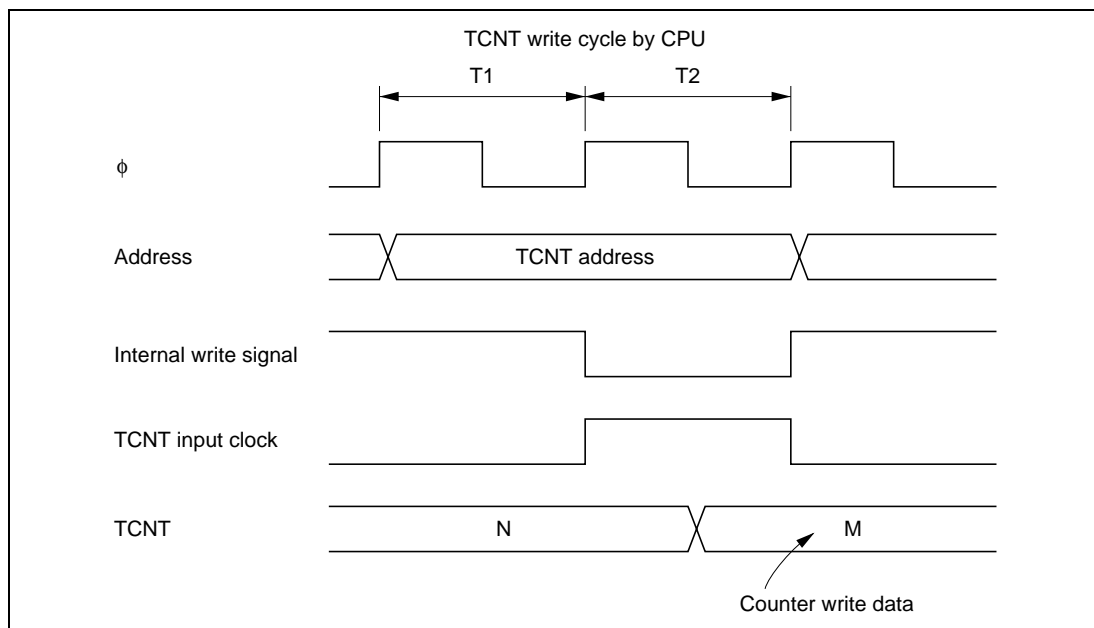 TCNT write cycle by CPU
T1 T2
ϕ
Address TCNT address
Internal write signal
TCNT input clock
TCNT N M
Counter write data